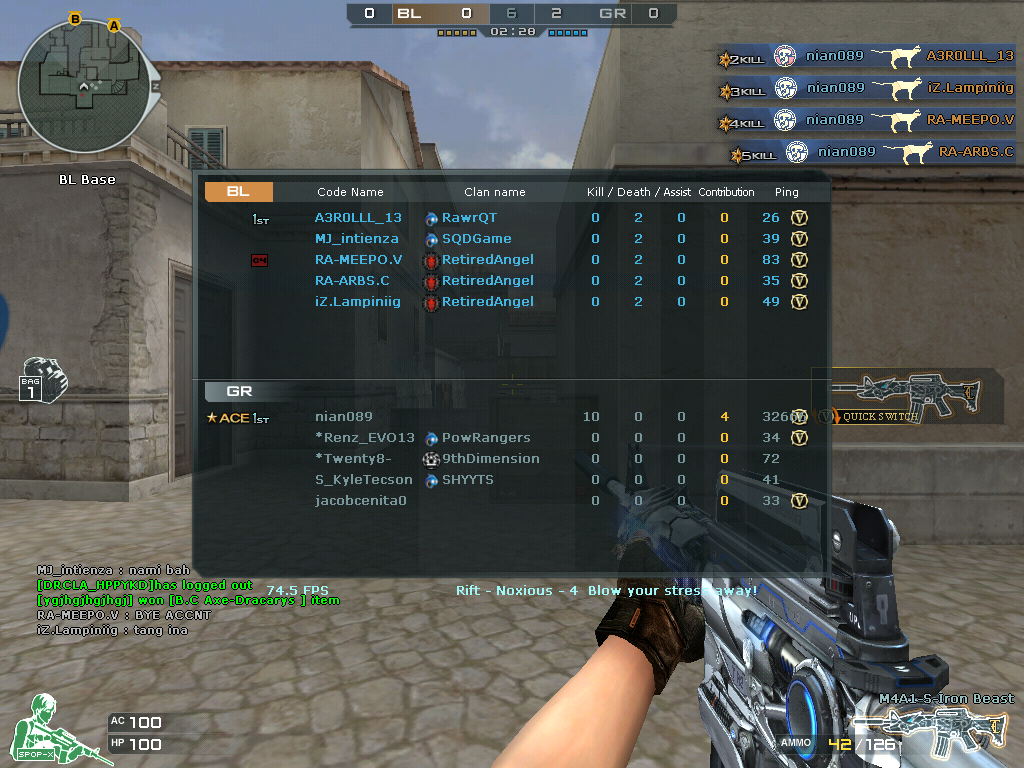 B A
0 BL 0 6 2 GR 0
02:28
2KILL nian089 A3R0LLL_13
3KILL nian089 iZ.Lampiniig
4KILL nian089 RA-MEEPO.V
5KILL nian089 RA-ARBS.C
Z
BL Base
BL Code Name Clan name Kill / Death / Assist Contribution Ping
1ST A3R0LLL_13 RawrQT 0 2 0 0 26 V
MJ_intienza SQDGame 0 2 0 0 39 V
C4 RA-MEEPO.V RetiredAngel 0 2 0 0 83 V
RA-ARBS.C RetiredAngel 0 2 0 0 35 V
iZ.Lampiniig RetiredAngel 0 2 0 0 49 V
GR
ACE 1ST nian089 10 0 0 4 V
*Renz_EVO13 PowRangers 0 0 0 0 34 V
*Twenty8- 9thDimension 0 0 0 0 72
S_KyleTecson SHYYTS 0 0 0 0 41
jacobcenita0 0 0 0 0 33 V
BAG
1
V QUICK SWITCH
MJ_intienza : nami bah
[DRCLA_HPPYKD]has logged out
74.5 FPS
Rift - Noxious - 4 Blow your stress away!
[ygjhgjhgjhgj] won [B.C Axe-Dracarys ] item
RA-MEEPO.V : BYE ACCNT
iZ.Lampiniig : tang ina
M4A1-S-Iron Beast
SPOP-X
AC 100
HP 100
AMMO 42 / 126